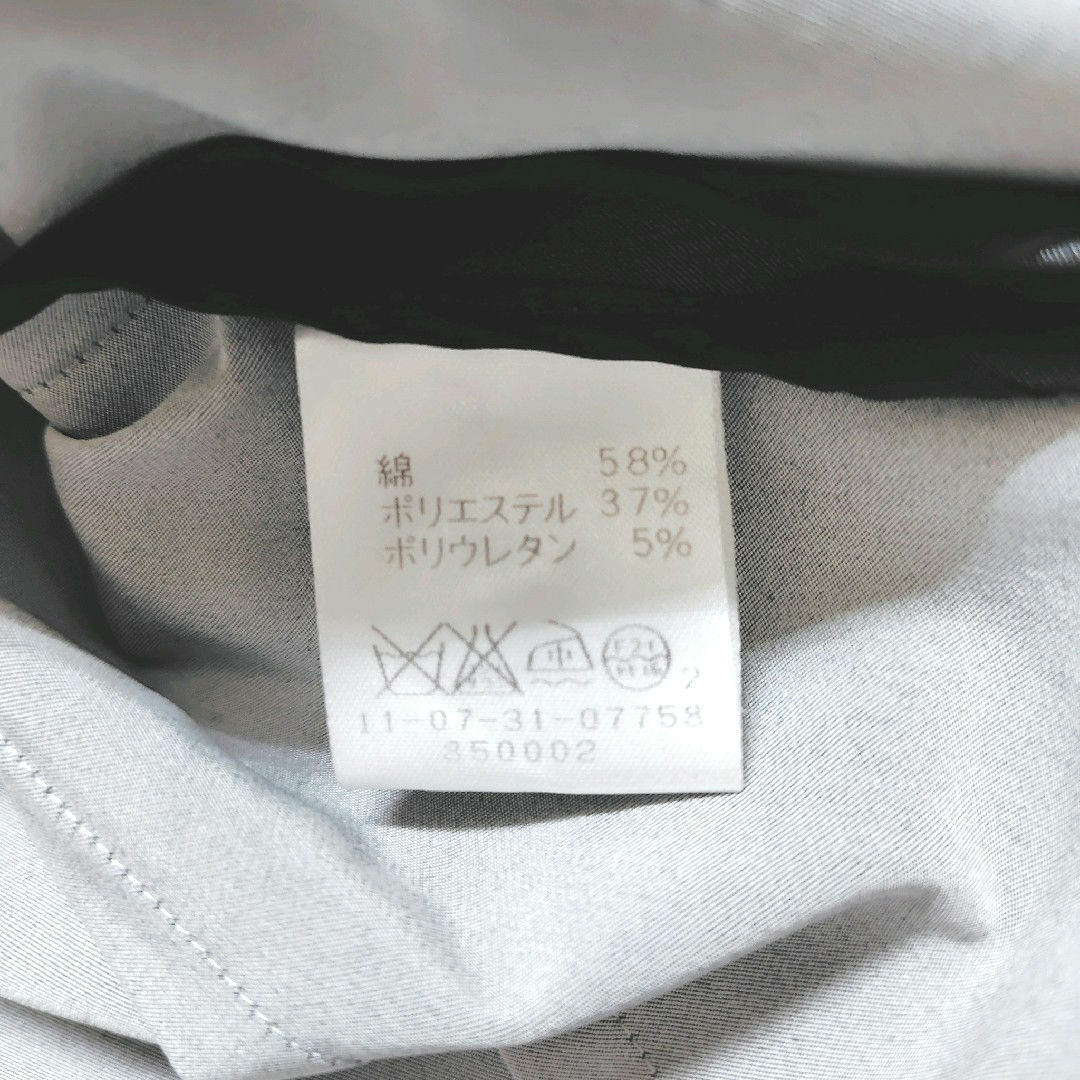 綿 58%
ポリエステル 37%
ポリウレタン 5%
中
2
11-07-31-07758
850002